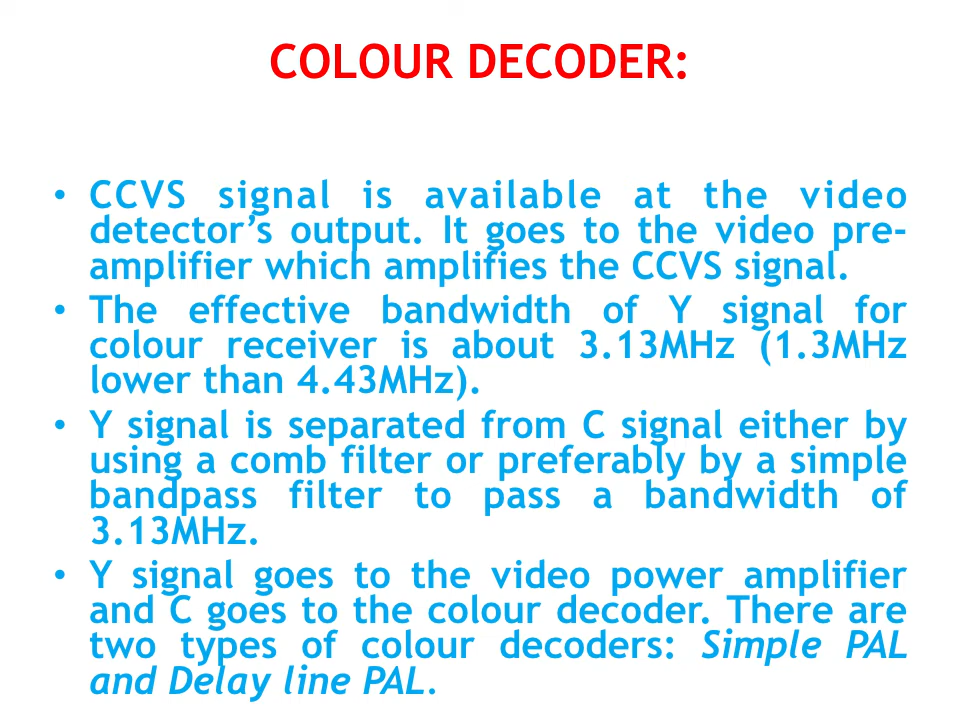 COLOUR DECODER:
• CCVS signal is available at the video
detector’s output. It goes to the video pre-
amplifier which amplifies the CCVS signal.
• The effective bandwidth of Y signal for
colour receiver is about 3.13MHz (1.3MHz
lower than 4.43MHz).
• Y signal is separated from C signal either by
using a comb filter or preferably by a simple
bandpass filter to pass a bandwidth of
3.13MHz.
• Y signal goes to the video power amplifier
and C goes to the colour decoder. There are
two types of colour decoders: Simple PAL
and Delay line PAL.